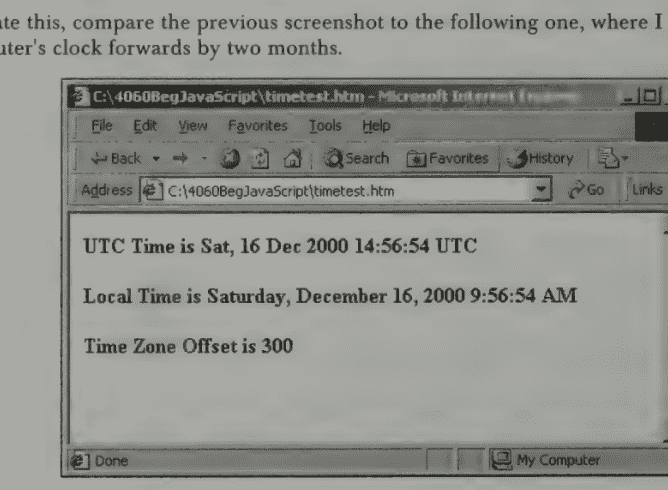 ate this, compare the previous screenshot to the following one, where I
uter's clock forwards by two months.
C:\4060BegJavaScript\timetest.htm - Microsoft Internet
File Edit View Favorites Tools Help
Back Search Favorites History
Address C:\4060BegJavaScript\timetest.htm Go Links
UTC Time is Sat, 16 Dec 2000 14:56:54 UTC
Local Time is Saturday, December 16, 2000 9:56:54 AM
Time Zone Offset is 300
Done My Computer